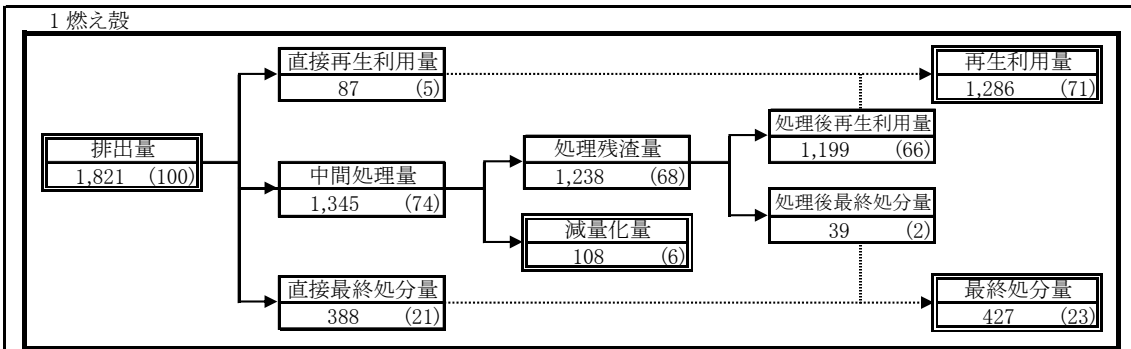 1 燃え殻
直接再生利用量
87 (5)
再生利用量
1,286 (71)
排出量
1,821 (100)
中間処理量
1,345 (74)
処理残渣量
1,238 (68)
処理後再生利用量
1,199 (66)
処理後最終処分量
39 (2)
減量化量
108 (6)
直接最終処分量
388 (21)
最終処分量
427 (23)